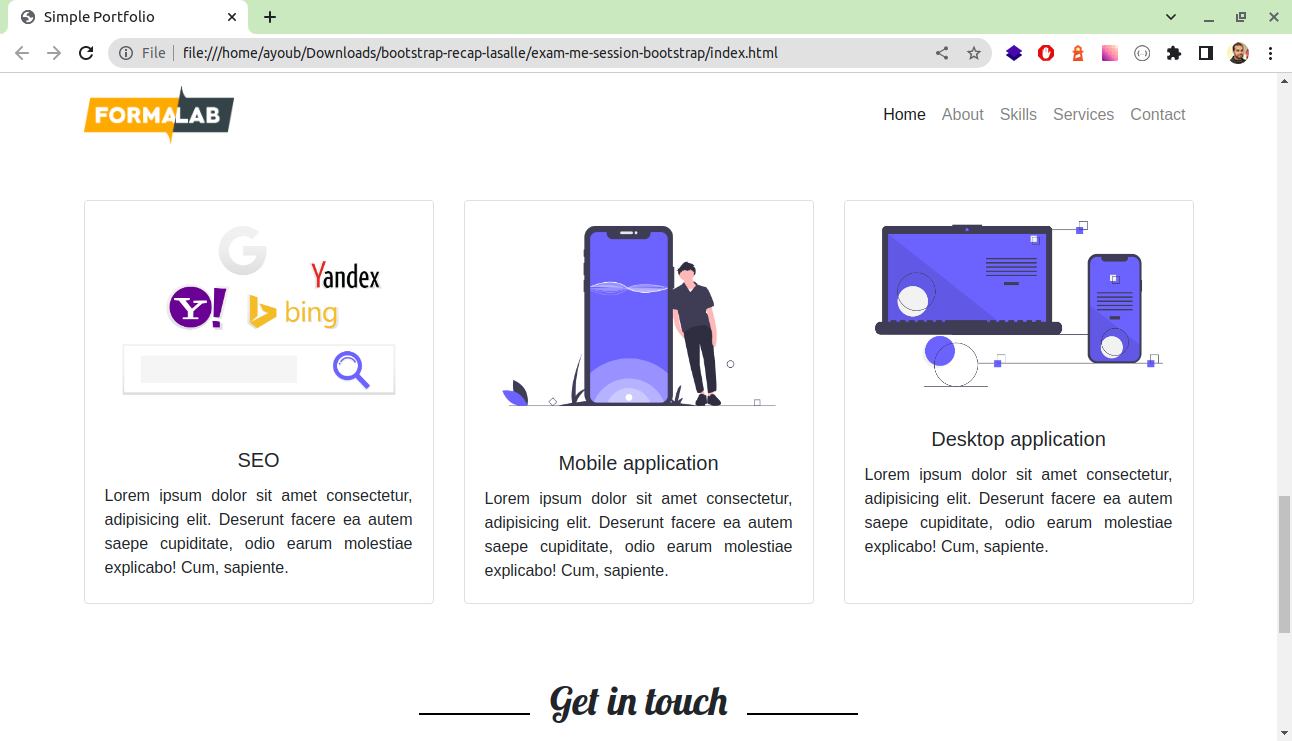 Simple Portfolio
File file:///home/ayoub/Downloads/bootstrap-recap-lasalle/exam-me-session-bootstrap/index.html
FORMALAB
Home About Skills Services Contact
G
Yandex
Y! bing
SEO
Lorem ipsum dolor sit amet consectetur,
adipisicing elit. Deserunt facere ea autem
saepe cupiditate, odio earum molestiae
explicabo! Cum, sapiente.
Mobile application
Lorem ipsum dolor sit amet consectetur,
adipisicing elit. Deserunt facere ea autem
saepe cupiditate, odio earum molestiae
explicabo! Cum, sapiente.
Desktop application
Lorem ipsum dolor sit amet consectetur,
adipisicing elit. Deserunt facere ea autem
saepe cupiditate, odio earum molestiae
explicabo! Cum, sapiente.
Get in touch